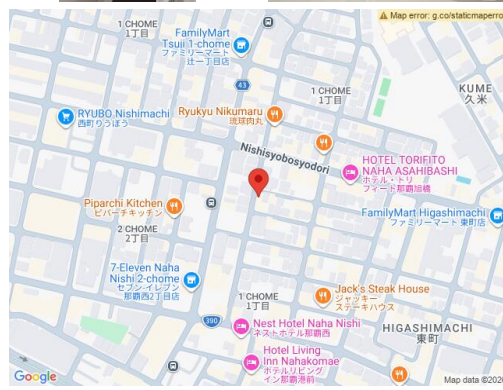 Map error: g.co/staticmaperror
1 CHOME
1丁目
FamilyMart
Tsuji 1-chome
ファミリーマート
辻一丁目店
43
1 CHOME
1丁目
KUME
久米
RYUBO Nishimachi
西町りうぼう
Ryukyu Nikumaru
琉球肉丸
Nishisyobosyodori
HOTEL TORIFITO
NAHA ASAHIBASHI
ホテル・トリ
フィート那覇旭橋
Piparchi Kitchen
ピパーチキッチン
FamilyMart Higashimachi
ファミリーマート 東町店
2 CHOME
2丁目
7-Eleven Naha
Nishi 2-chome
セブン-イレブン
那覇西2丁目店
Jack's Steak House
ジャッキー
ステーキハウス
1 CHOME
1丁目
390
Nest Hotel Naha Nishi
ネストホテル那覇西
HIGASHIMACHI
東町
Hotel Living
Inn Nahakomae
ホテルリビング
イン那覇港前
Google
Map data ©202